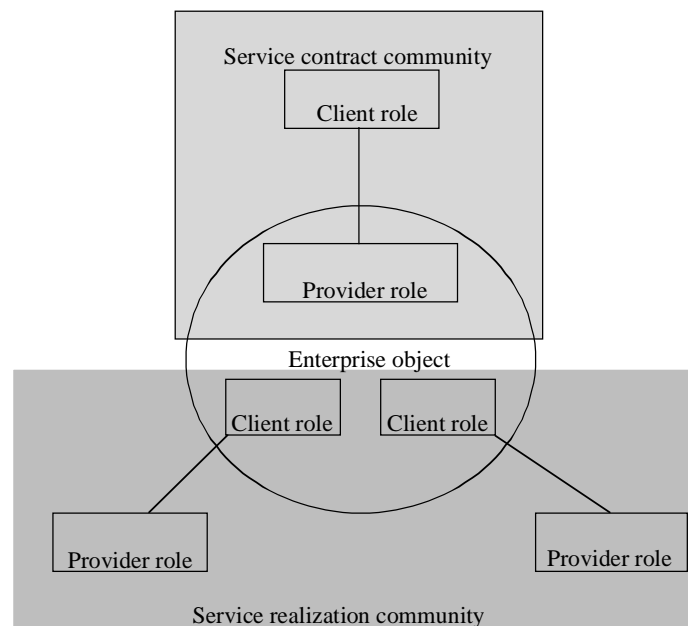 Service contract community
Client role
Provider role
Enterprise object
Client role
Client role
Provider role
Provider role
Service realization community